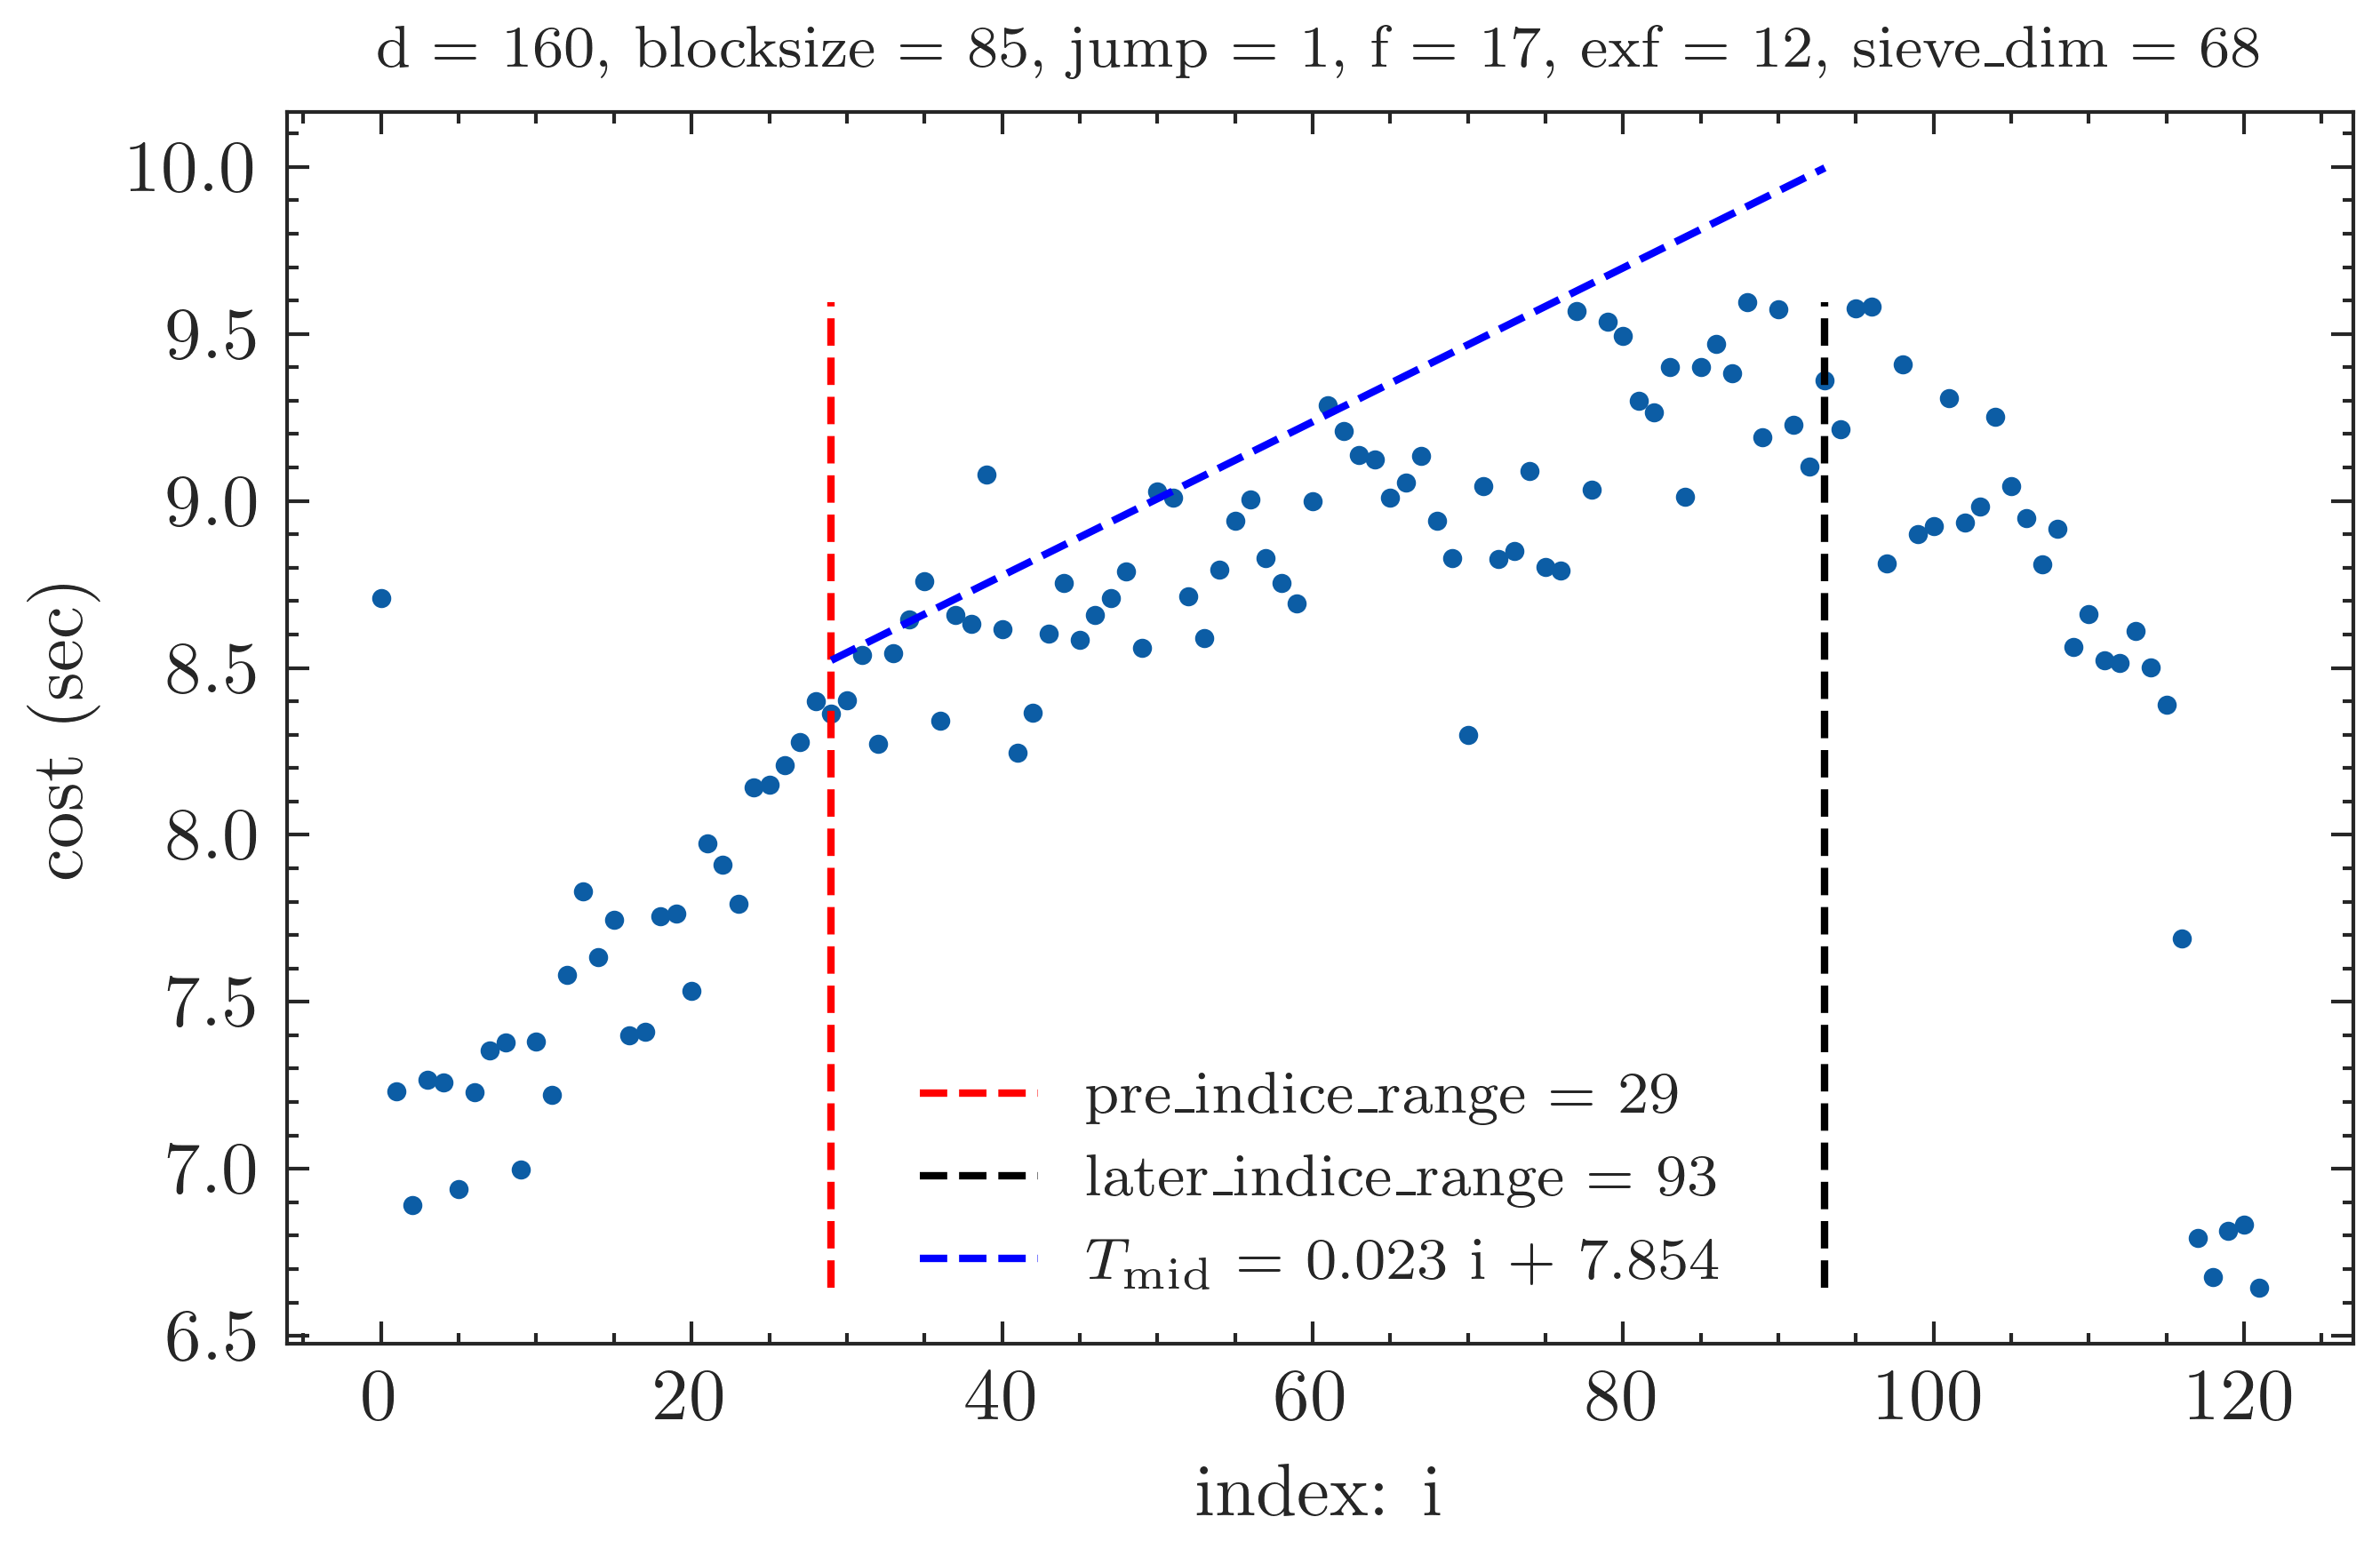 d = 160, blocksize = 85, jump = 1, f = 17, exf = 12, sieve_dim = 68
10.0
9.5
9.0
8.5
8.0
7.5
7.0
6.5
cost (sec)
pre_indice_range = 29
later_indice_range = 93
T_mid = 0.023 i + 7.854
0 20 40 60 80 100 120
index: i